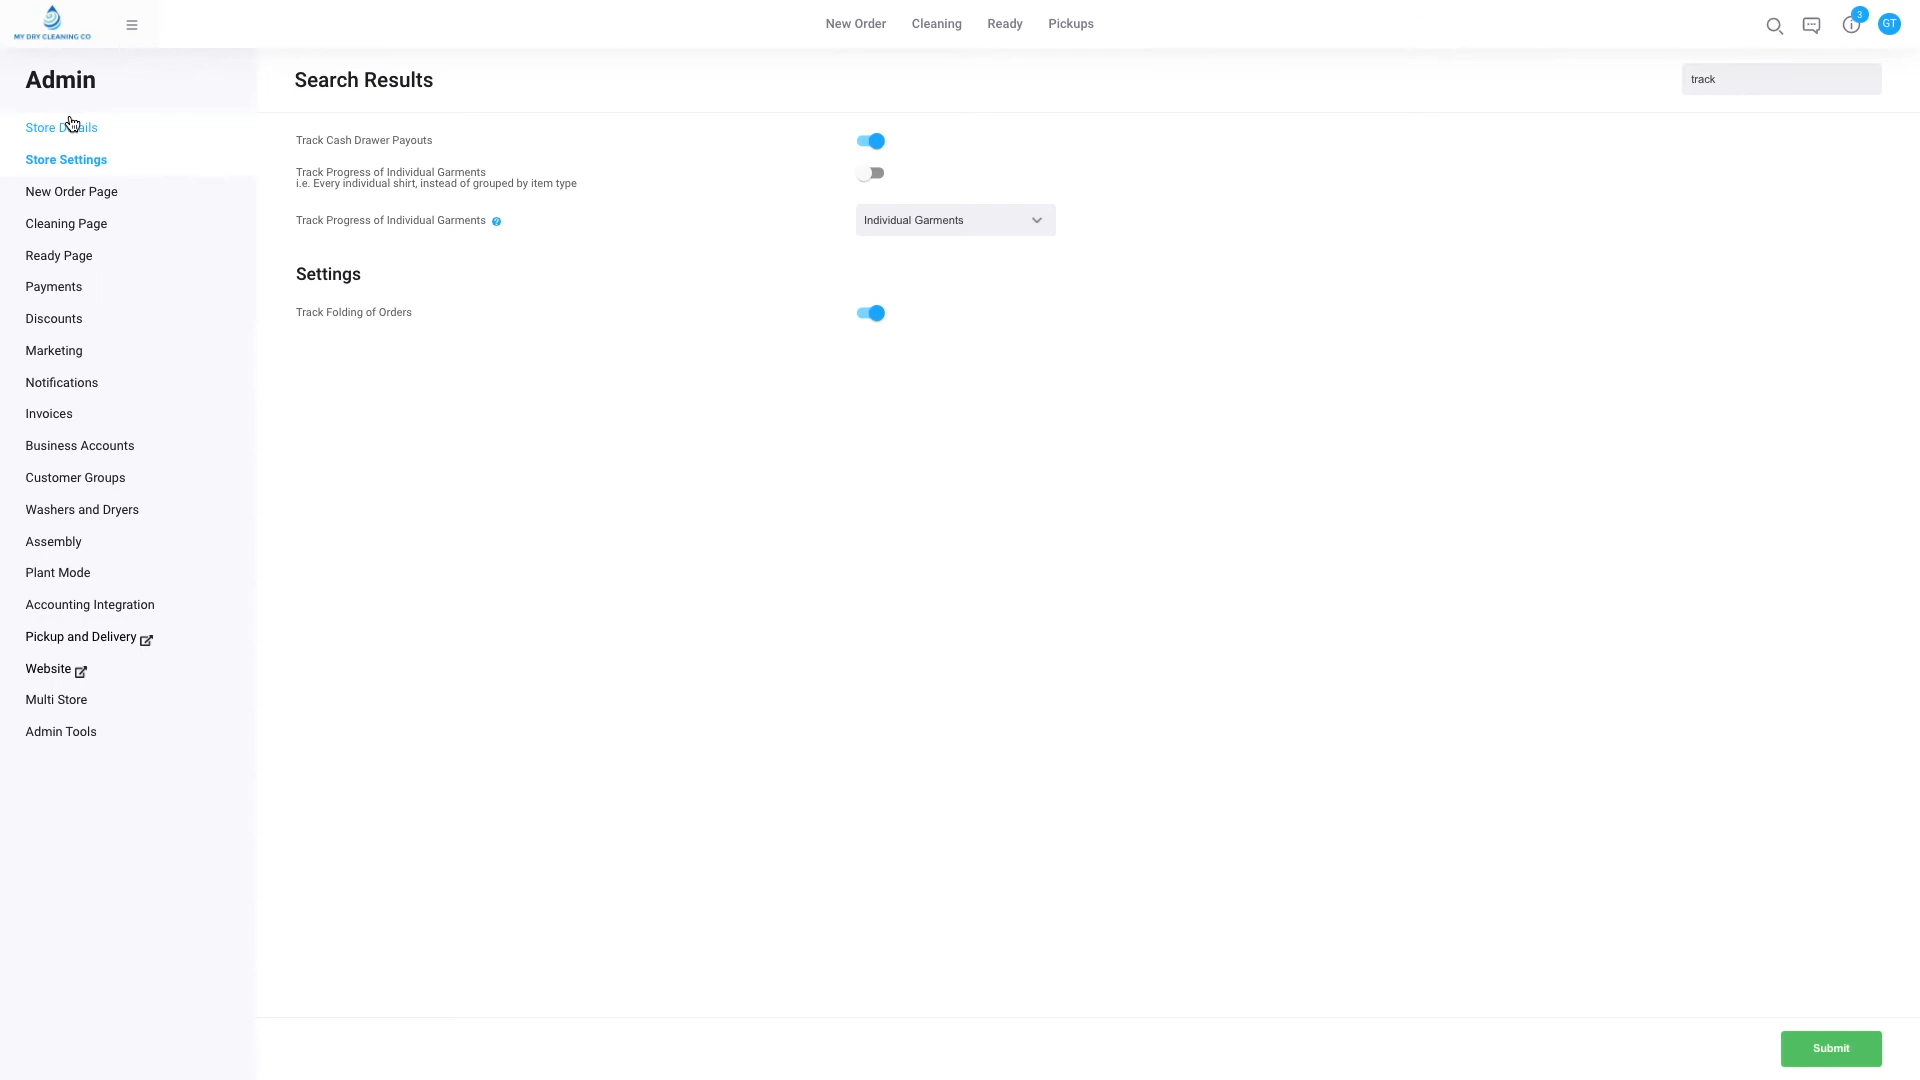 MY DRY CLEANING CO
New Order
Cleaning
Ready
Pickups
3
GT
Admin
Store Details
Store Settings
New Order Page
Cleaning Page
Ready Page
Payments
Discounts
Marketing
Notifications
Invoices
Business Accounts
Customer Groups
Washers and Dryers
Assembly
Plant Mode
Accounting Integration
Pickup and Delivery
Website
Multi Store
Admin Tools
Search Results
track
Track Cash Drawer Payouts
Track Progress of Individual Garments
i.e. Every individual shirt, instead of grouped by item type
Track Progress of Individual Garments ?
Individual Garments
Settings
Track Folding of Orders
Submit